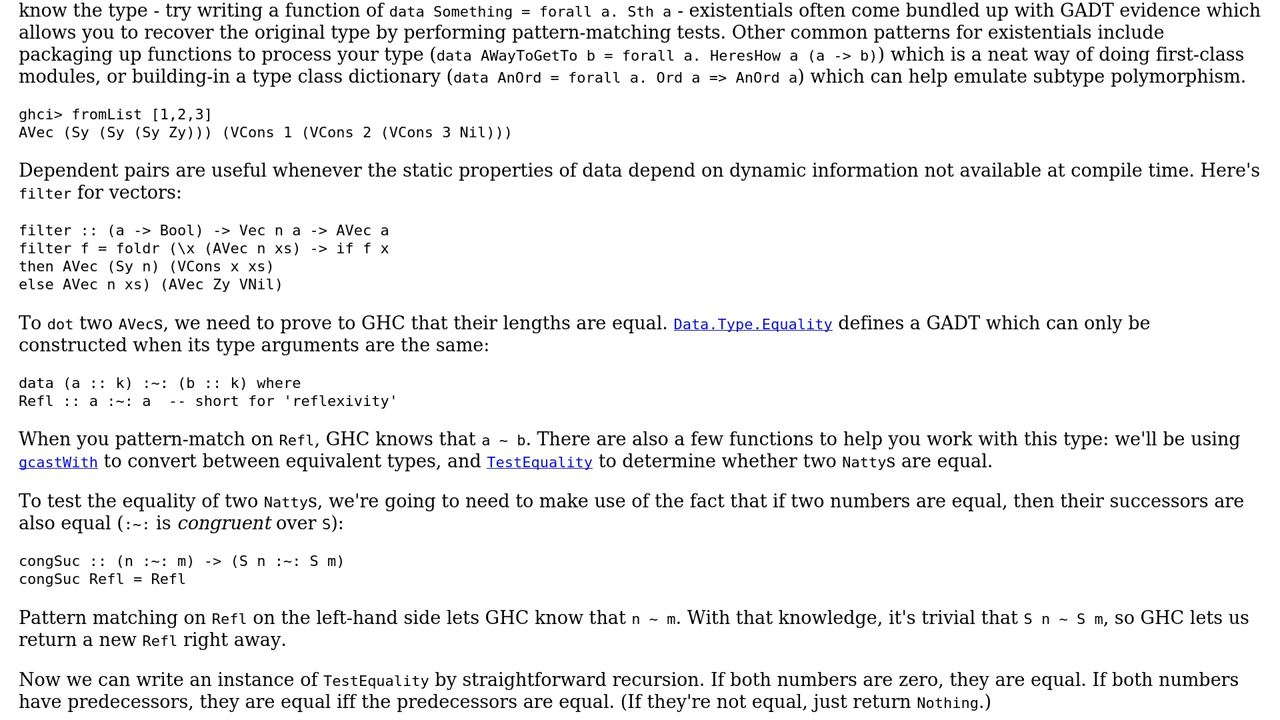 know the type - try writing a function of data Something = forall a. Sth a - existentials often come bundled up with GADT evidence which
allows you to recover the original type by performing pattern-matching tests. Other common patterns for existentials include
packaging up functions to process your type (data AWayToGetTo b = forall a. HeresHow a (a -> b)) which is a neat way of doing first-class
modules, or building-in a type class dictionary (data AnOrd = forall a. Ord a => AnOrd a) which can help emulate subtype polymorphism.
ghci> fromList [1,2,3]
AVec (Sy (Sy (Sy Zy))) (VCons 1 (VCons 2 (VCons 3 Nil)))
Dependent pairs are useful whenever the static properties of data depend on dynamic information not available at compile time. Here's
filter for vectors:
filter :: (a -> Bool) -> Vec n a -> AVec a
filter f = foldr (\x (AVec n xs) -> if f x
then AVec (Sy n) (VCons x xs)
else AVec n xs) (AVec Zy VNil)
To dot two AVecs, we need to prove to GHC that their lengths are equal. Data.Type.Equality defines a GADT which can only be
constructed when its type arguments are the same:
data (a :: k) :~: (b :: k) where
Refl :: a :~: a  -- short for 'reflexivity'
When you pattern-match on Refl, GHC knows that a ~ b. There are also a few functions to help you work with this type: we'll be using
gcastWith to convert between equivalent types, and TestEquality to determine whether two Nattys are equal.
To test the equality of two Nattys, we're going to need to make use of the fact that if two numbers are equal, then their successors are
also equal (:~: is congruent over S):
congSuc :: (n :~: m) -> (S n :~: S m)
congSuc Refl = Refl
Pattern matching on Refl on the left-hand side lets GHC know that n ~ m. With that knowledge, it's trivial that S n ~ S m, so GHC lets us
return a new Refl right away.
Now we can write an instance of TestEquality by straightforward recursion. If both numbers are zero, they are equal. If both numbers
have predecessors, they are equal iff the predecessors are equal. (If they're not equal, just return Nothing.)